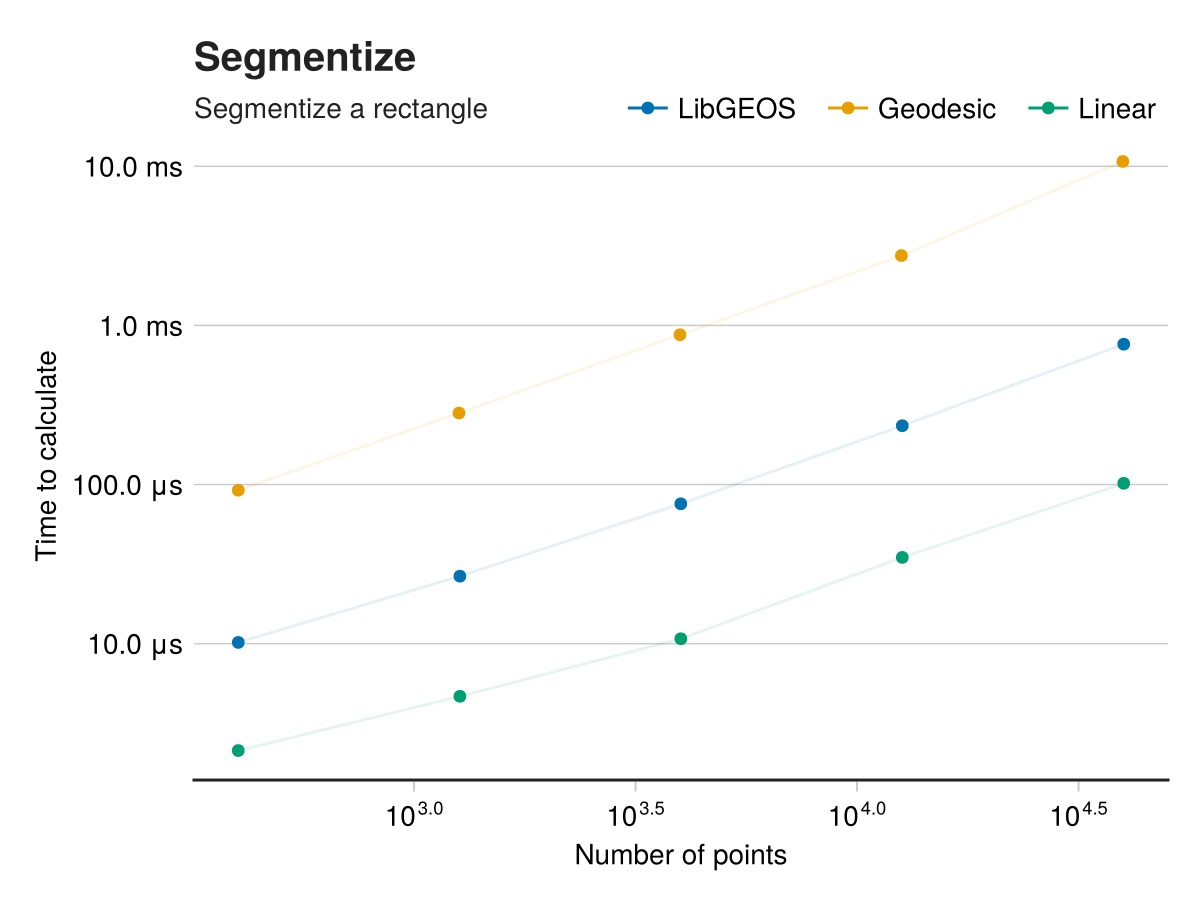 Segmentize
Segmentize a rectangle
LibGEOS
Geodesic
Linear
10.0 ms
1.0 ms
100.0 μs
10.0 μs
Time to calculate
10^3.0
10^3.5
10^4.0
10^4.5
Number of points